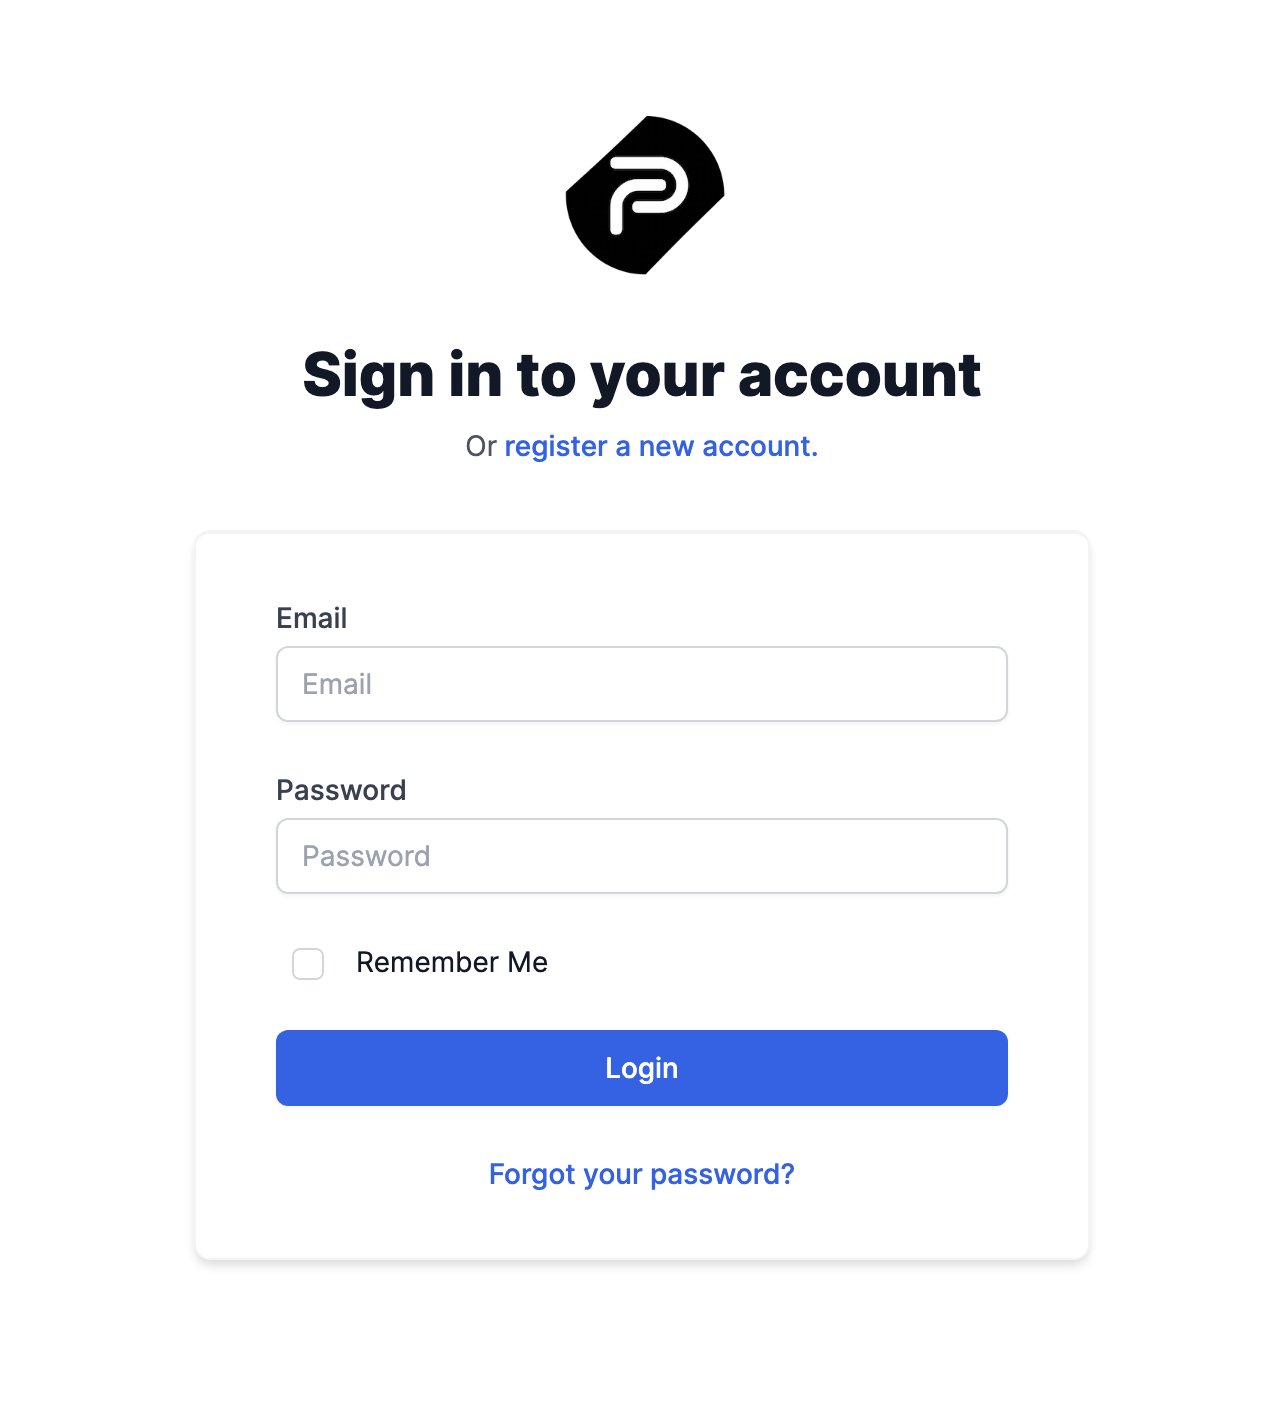 Sign in to your account
Or register a new account.
Email
Email
Password
Password
Remember Me
Login
Forgot your password?